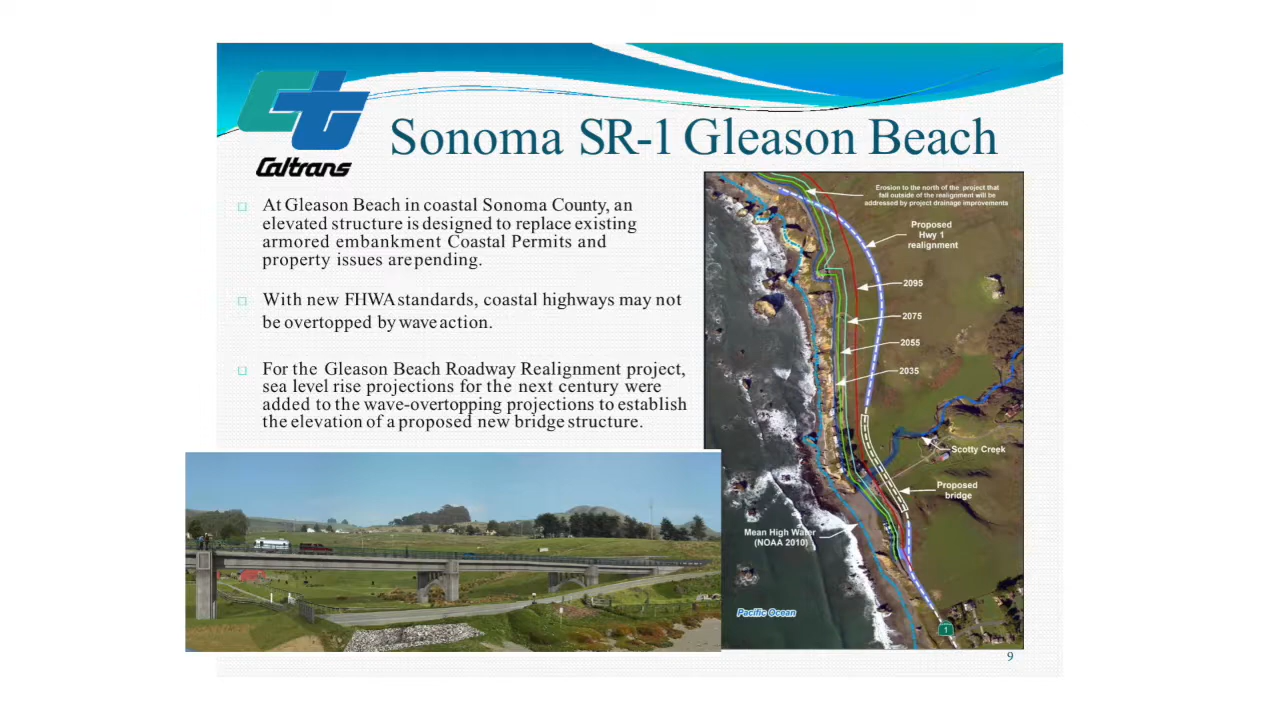 Caltrans
Sonoma SR-1 Gleason Beach
At Gleason Beach in coastal Sonoma County, an
elevated structure is designed to replace existing
armored embankment Coastal Permits and
property issues are pending.
With new FHWA standards, coastal highways may not
be overtopped by wave action.
For the Gleason Beach Roadway Realignment project,
sea level rise projections for the next century were
added to the wave-overtopping projections to establish
the elevation of a proposed new bridge structure.
Erosion to the north of the project that
fall outside of the realignment will be
addressed by project drainage improvements
Proposed
Hwy 1
realignment
2095
2075
2055
2035
Scotty Creek
Proposed
bridge
Mean High Water
(NOAA 2010)
Pacific Ocean
1
9